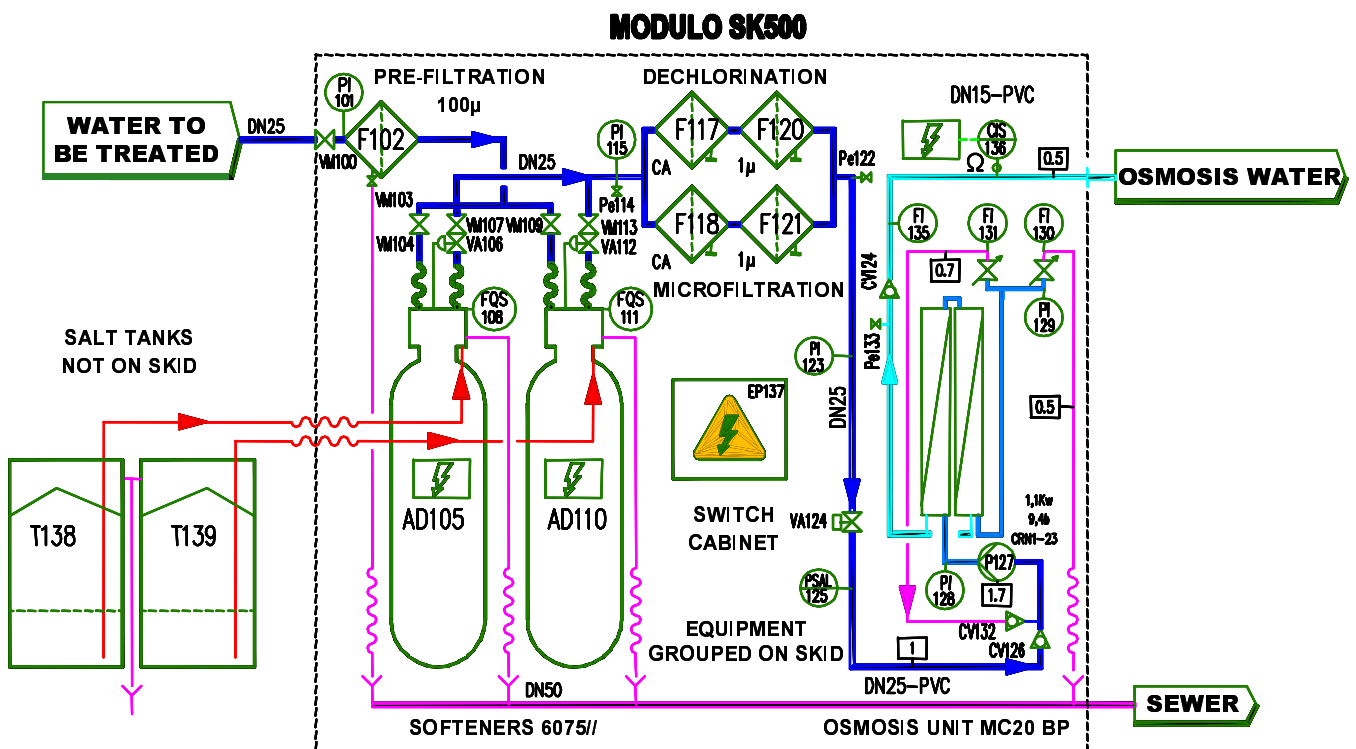 MODULO SK500
PRE-FILTRATION
100µ
DECHLORINATION
DN15-PVC
WATER TO
BE TREATED
DN25
VM100
PI
101
F102
VM103
DN25
PI
115
Pe114
F117
F120
CA
1µ
F118
F121
CA
1µ
MICROFILTRATION
Pe122
CIS
136
Ω
0.5
OSMOSIS WATER
VM104
VM107
VA106
VM109
VM113
VA112
FI
135
FI
131
FI
130
0.7
CV124
PI
129
FQS
108
FQS
111
SALT TANKS
NOT ON SKID
PI
123
Pe133
DN25
EP137
0.5
T138
T139
AD105
AD110
SWITCH
CABINET
VA124
1,1Kw
9,4b
CRN1-23
P127
1.7
PI
128
PSAL
125
EQUIPMENT
GROUPED ON SKID
CV132
CV126
1
DN25-PVC
DN50
SEWER
SOFTENERS 6075//
OSMOSIS UNIT MC20 BP